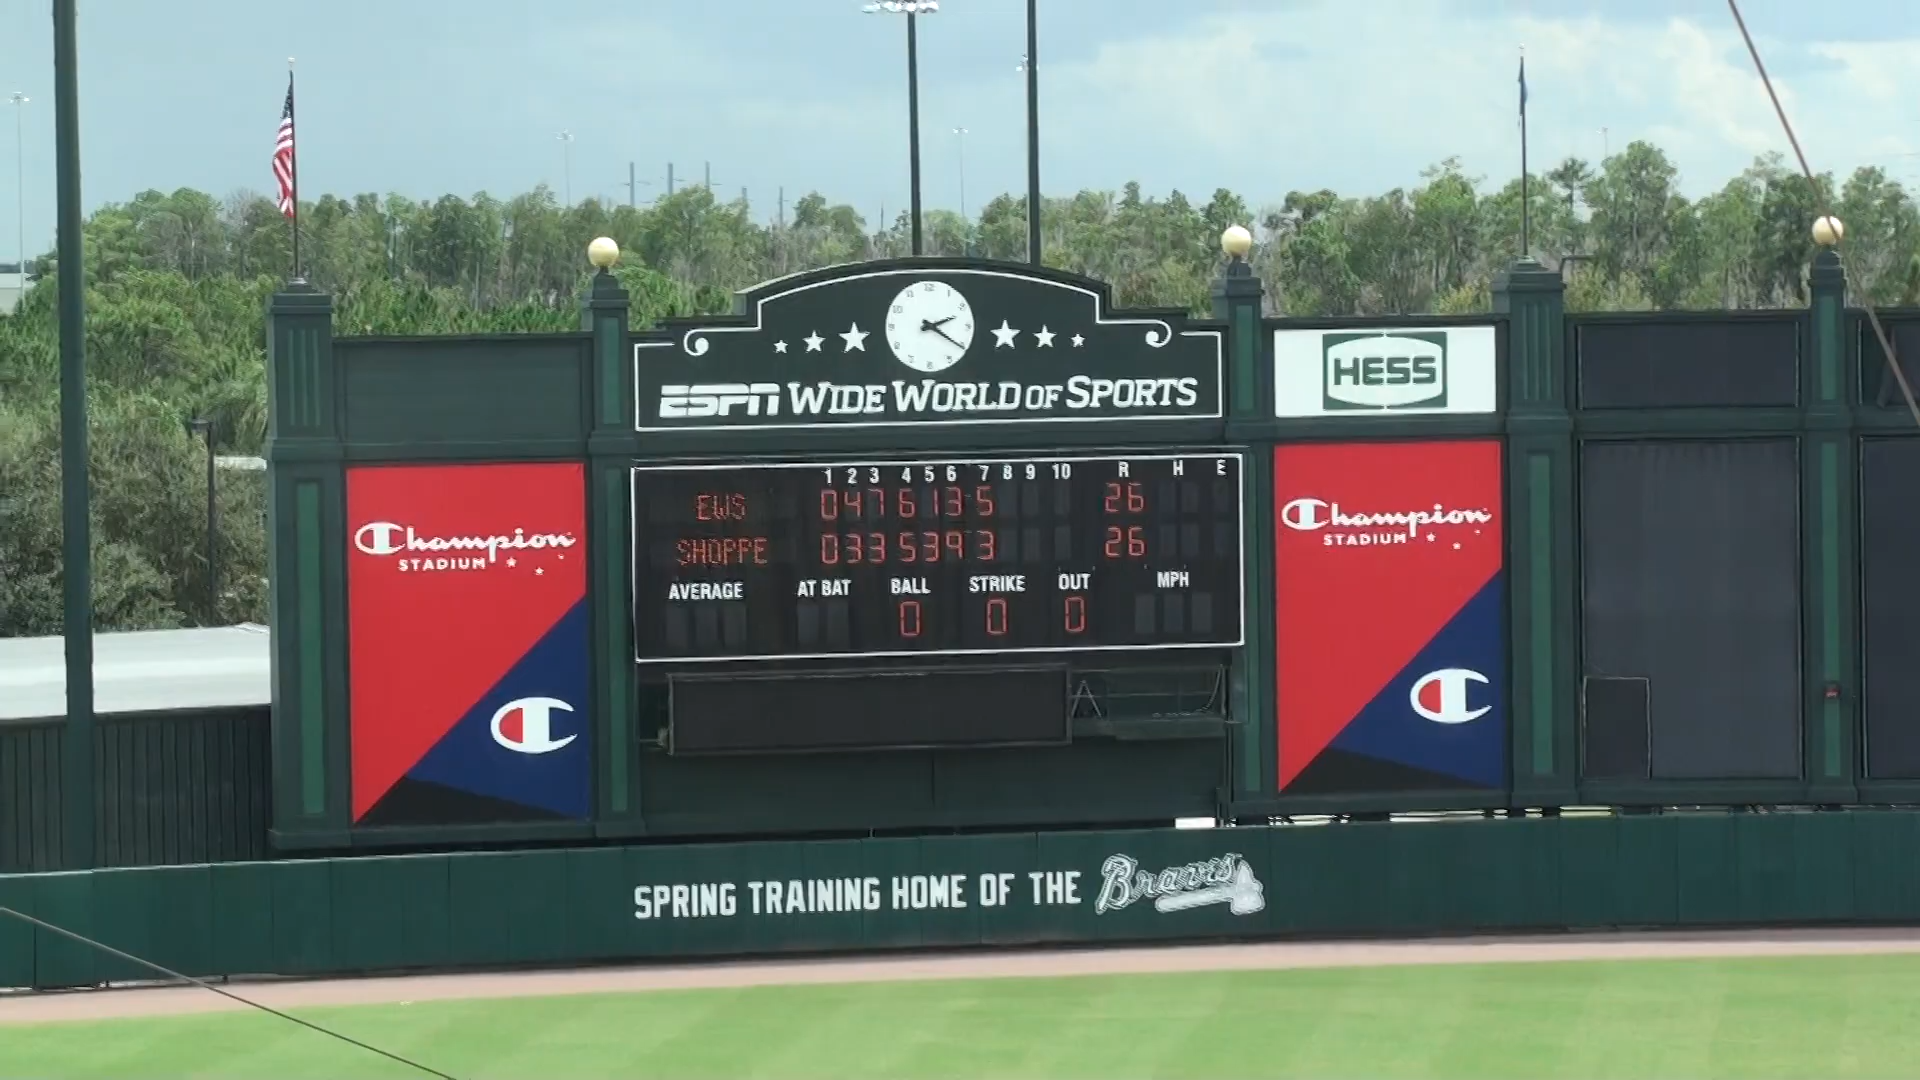 ESPN WIDE WORLD OF SPORTS
HESS
1 2 3 4 5 6 7 8 9 10 R H E
EWS 0 4 7 6 1 3 5 26
SHOPPE 0 3 3 5 3 9 3 26
AVERAGE AT BAT BALL STRIKE OUT MPH
0 0 0
Champion
STADIUM
Champion
STADIUM
SPRING TRAINING HOME OF THE Braves